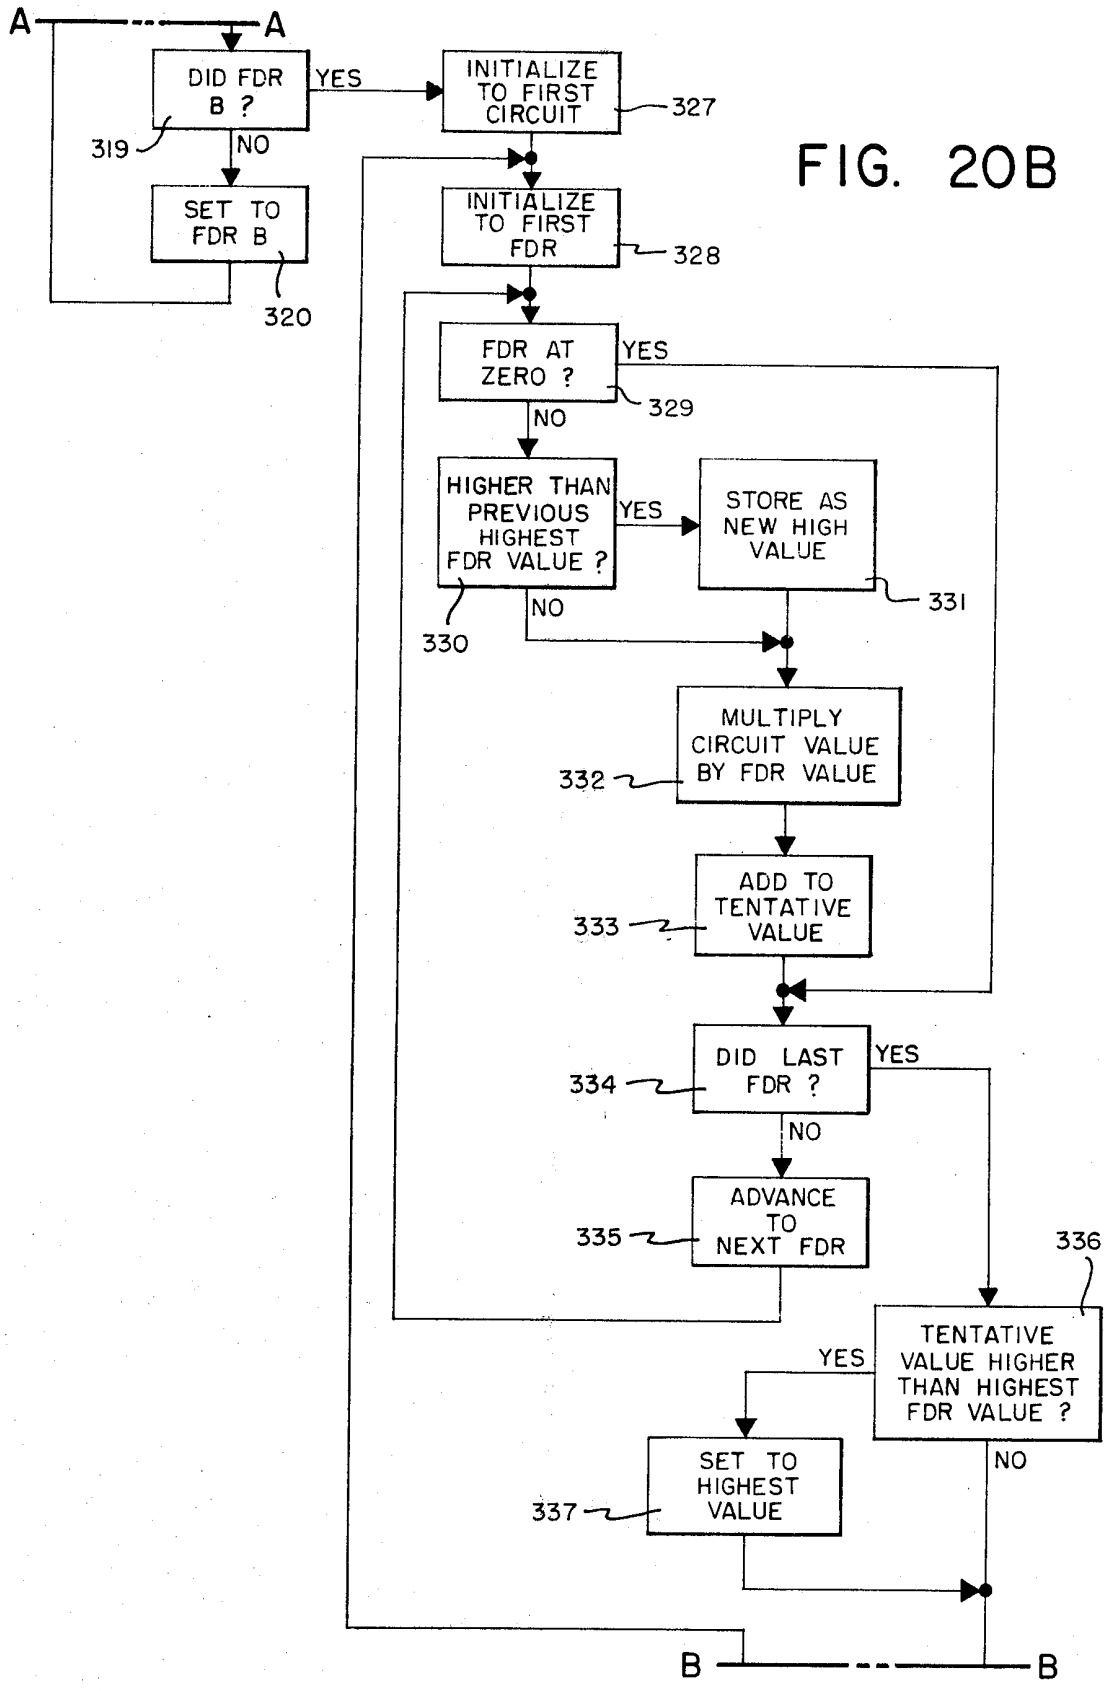 A
A
DID FDR
B ?
YES
319
NO
SET TO
FDR B
320
INITIALIZE
TO FIRST
CIRCUIT
327
FIG. 20B
INITIALIZE
TO FIRST
FDR
328
FDR AT
ZERO ?
YES
329
NO
HIGHER THAN
PREVIOUS
HIGHEST
FDR VALUE ?
YES
330
NO
STORE AS
NEW HIGH
VALUE
331
MULTIPLY
CIRCUIT VALUE
BY FDR VALUE
332
ADD TO
TENTATIVE
VALUE
333
DID LAST
FDR ?
YES
334
NO
ADVANCE
TO
NEXT FDR
335
336
TENTATIVE
VALUE HIGHER
THAN HIGHEST
FDR VALUE ?
YES
NO
SET TO
HIGHEST
VALUE
337
B
B